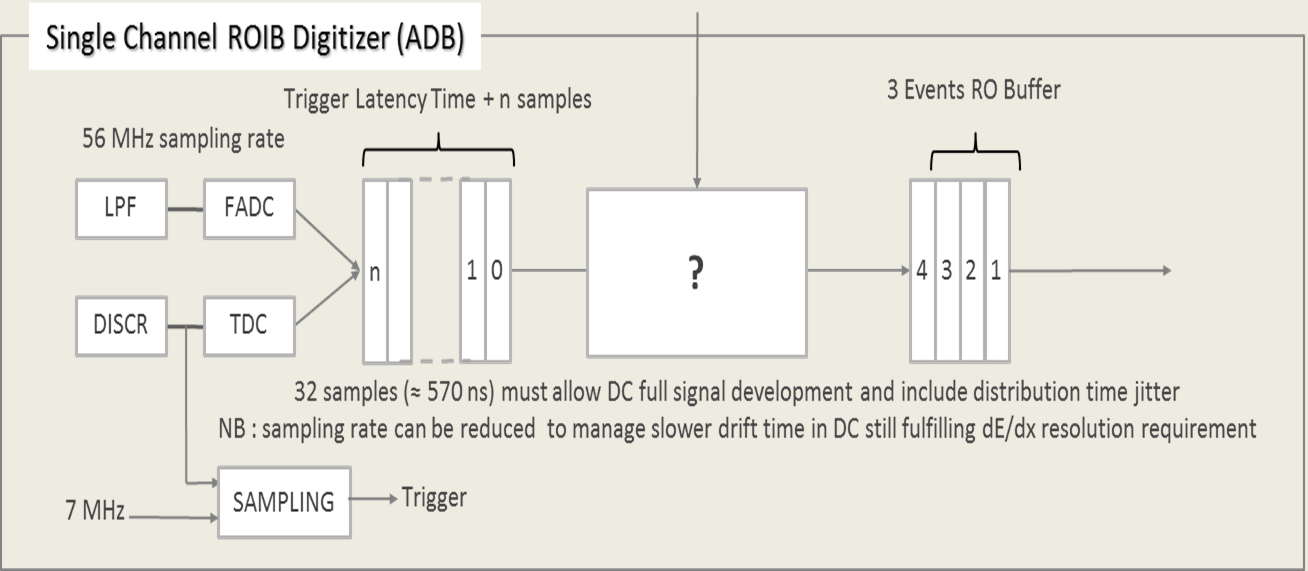 Single Channel ROIB Digitizer (ADB)
Trigger Latency Time + n samples
3 Events RO Buffer
56 MHz sampling rate
LPF
FADC
n
1 0
?
4 3 2 1
DISCR
TDC
32 samples (≈ 570 ns) must allow DC full signal development and include distribution time jitter
NB : sampling rate can be reduced to manage slower drift time in DC still fulfilling dE/dx resolution requirement
SAMPLING
Trigger
7 MHz